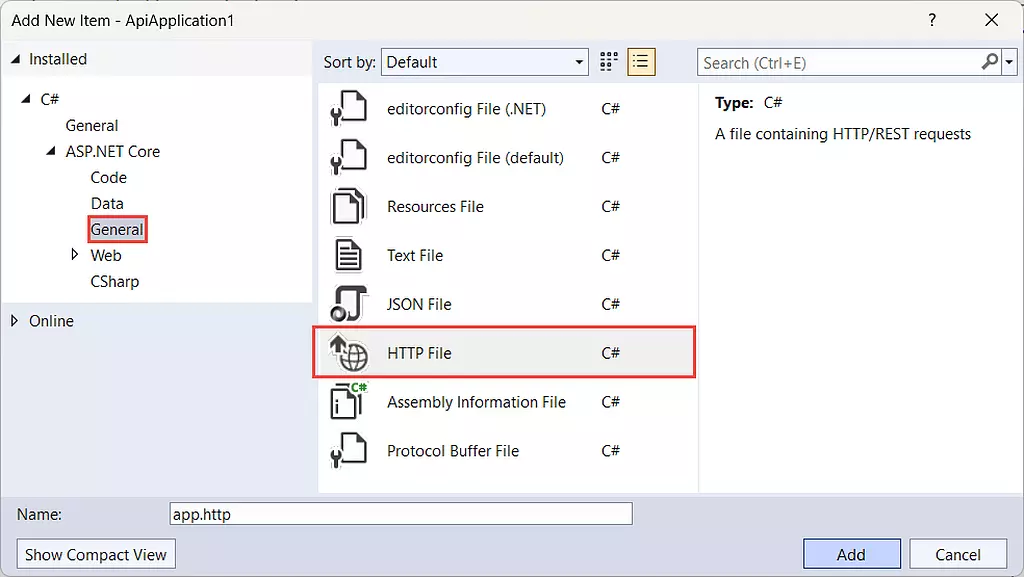 Add New Item - ApiApplication1 ?
Installed
C#
General
ASP.NET Core
Code
Data
General
Web
CSharp
Online
Sort by: Default
editorconfig File (.NET) C#
editorconfig File (default) C#
Resources File C#
Text File C#
JSON File C#
HTTP File C#
C#
Assembly Information File C#
Protocol Buffer File C#
Search (Ctrl+E)
Type: C#
A file containing HTTP/REST requests
Name: app.http
Show Compact View Add Cancel